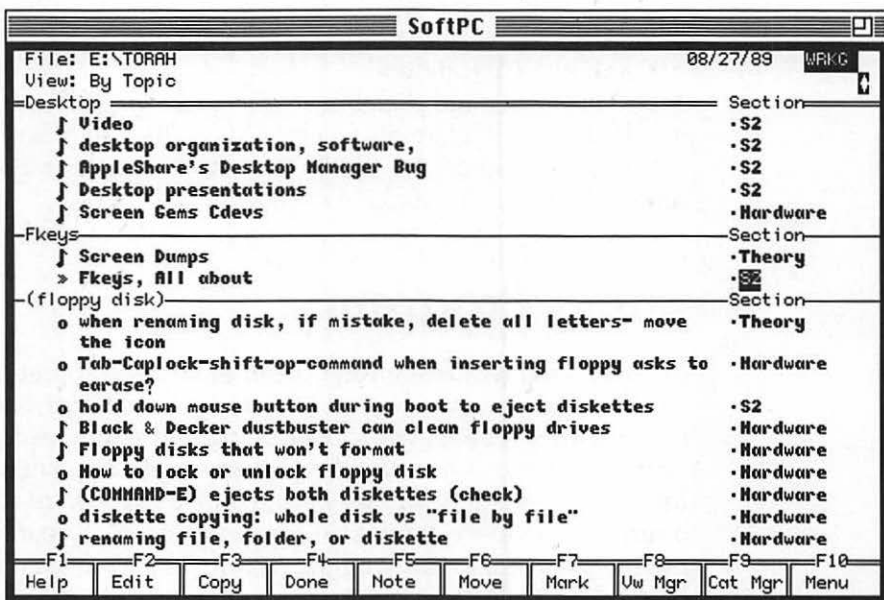 SoftPC
File: E:\TORAH 08/27/89 WRKG
View: By Topic
Desktop Section
♪ Video ·S2
♪ desktop organization, software, ·S2
♪ AppleShare's Desktop Manager Bug ·S2
♪ Desktop presentations ·S2
♪ Screen Gems Cdevs ·Hardware
Fkeys Section
♪ Screen Dumps ·Theory
» Fkeys, All about ·S2
(floppy disk) Section
o when renaming disk, if mistake, delete all letters- move ·Theory
the icon
o Tab-Caplock-shift-op-command when inserting floppy asks to ·Hardware
earase?
o hold down mouse button during boot to eject diskettes ·S2
♪ Black & Decker dustbuster can clean floppy drives ·Hardware
♪ Floppy disks that won't format ·Hardware
o How to lock or unlock floppy disk ·Hardware
♪ (COMMAND-E) ejects both diskettes (check) ·Hardware
o diskette copying: whole disk vs "file by file" ·Hardware
♪ renaming file, folder, or diskette ·Hardware
F1 F2 F3 F4 F5 F6 F7 F8 F9 F10
Help Edit Copy Done Note Move Mark Vw Mgr Cat Mgr Menu